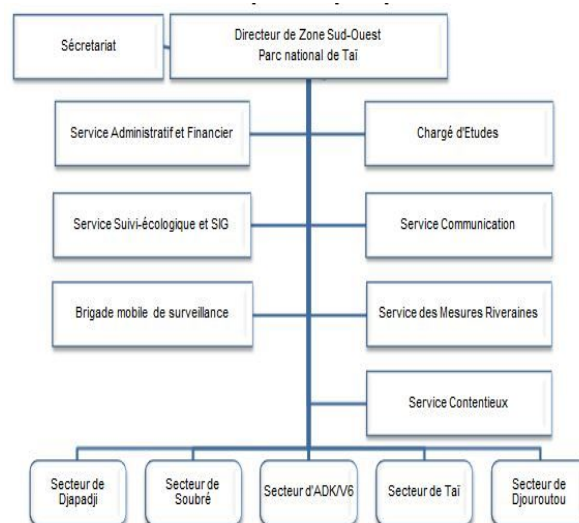 Sécretariat
Directeur de Zone Sud-Ouest
Parc national de Taï
Service Administratif et Financier
Chargé d'Etudes
Service Suivi-écologique et SIG
Service Communication
Brigade mobile de surveillance
Service des Mesures Riveraines
Service Contentieux
Secteur de
Djapadji
Secteur de
Soubré
Secteur d'ADK/V6
Secteur de Taï
Secteur de
Djouroutou